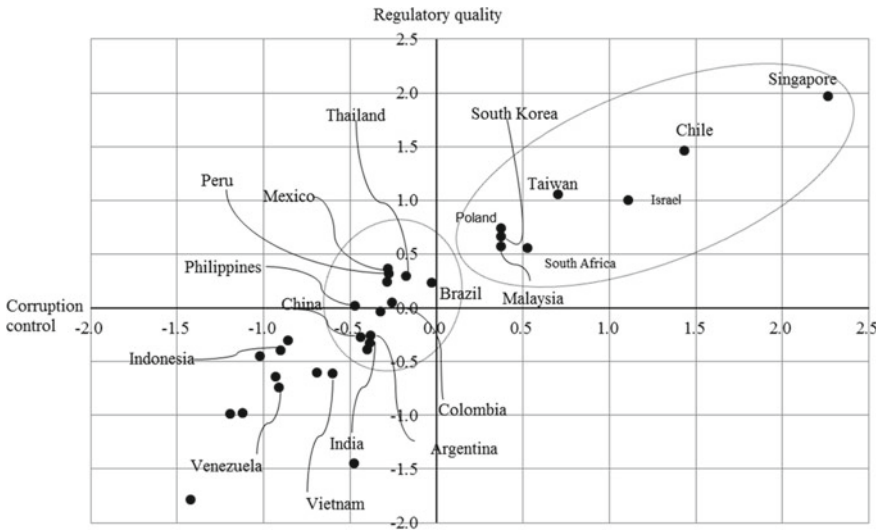 Regulatory quality
2.5
Singapore
2.0
Thailand
South Korea
Chile
1.5
Peru
Taiwan
Mexico
1.0
Israel
Poland
Philippines
0.5
South Africa
China
Brazil
Malaysia
Corruption
control
0.0
-2.0
-1.5
-1.0
-0.5
0.0
0.5
1.0
1.5
2.0
2.5
Indonesia
-0.5
Colombia
-1.0
India
Argentina
Venezuela
-1.5
Vietnam
-2.0